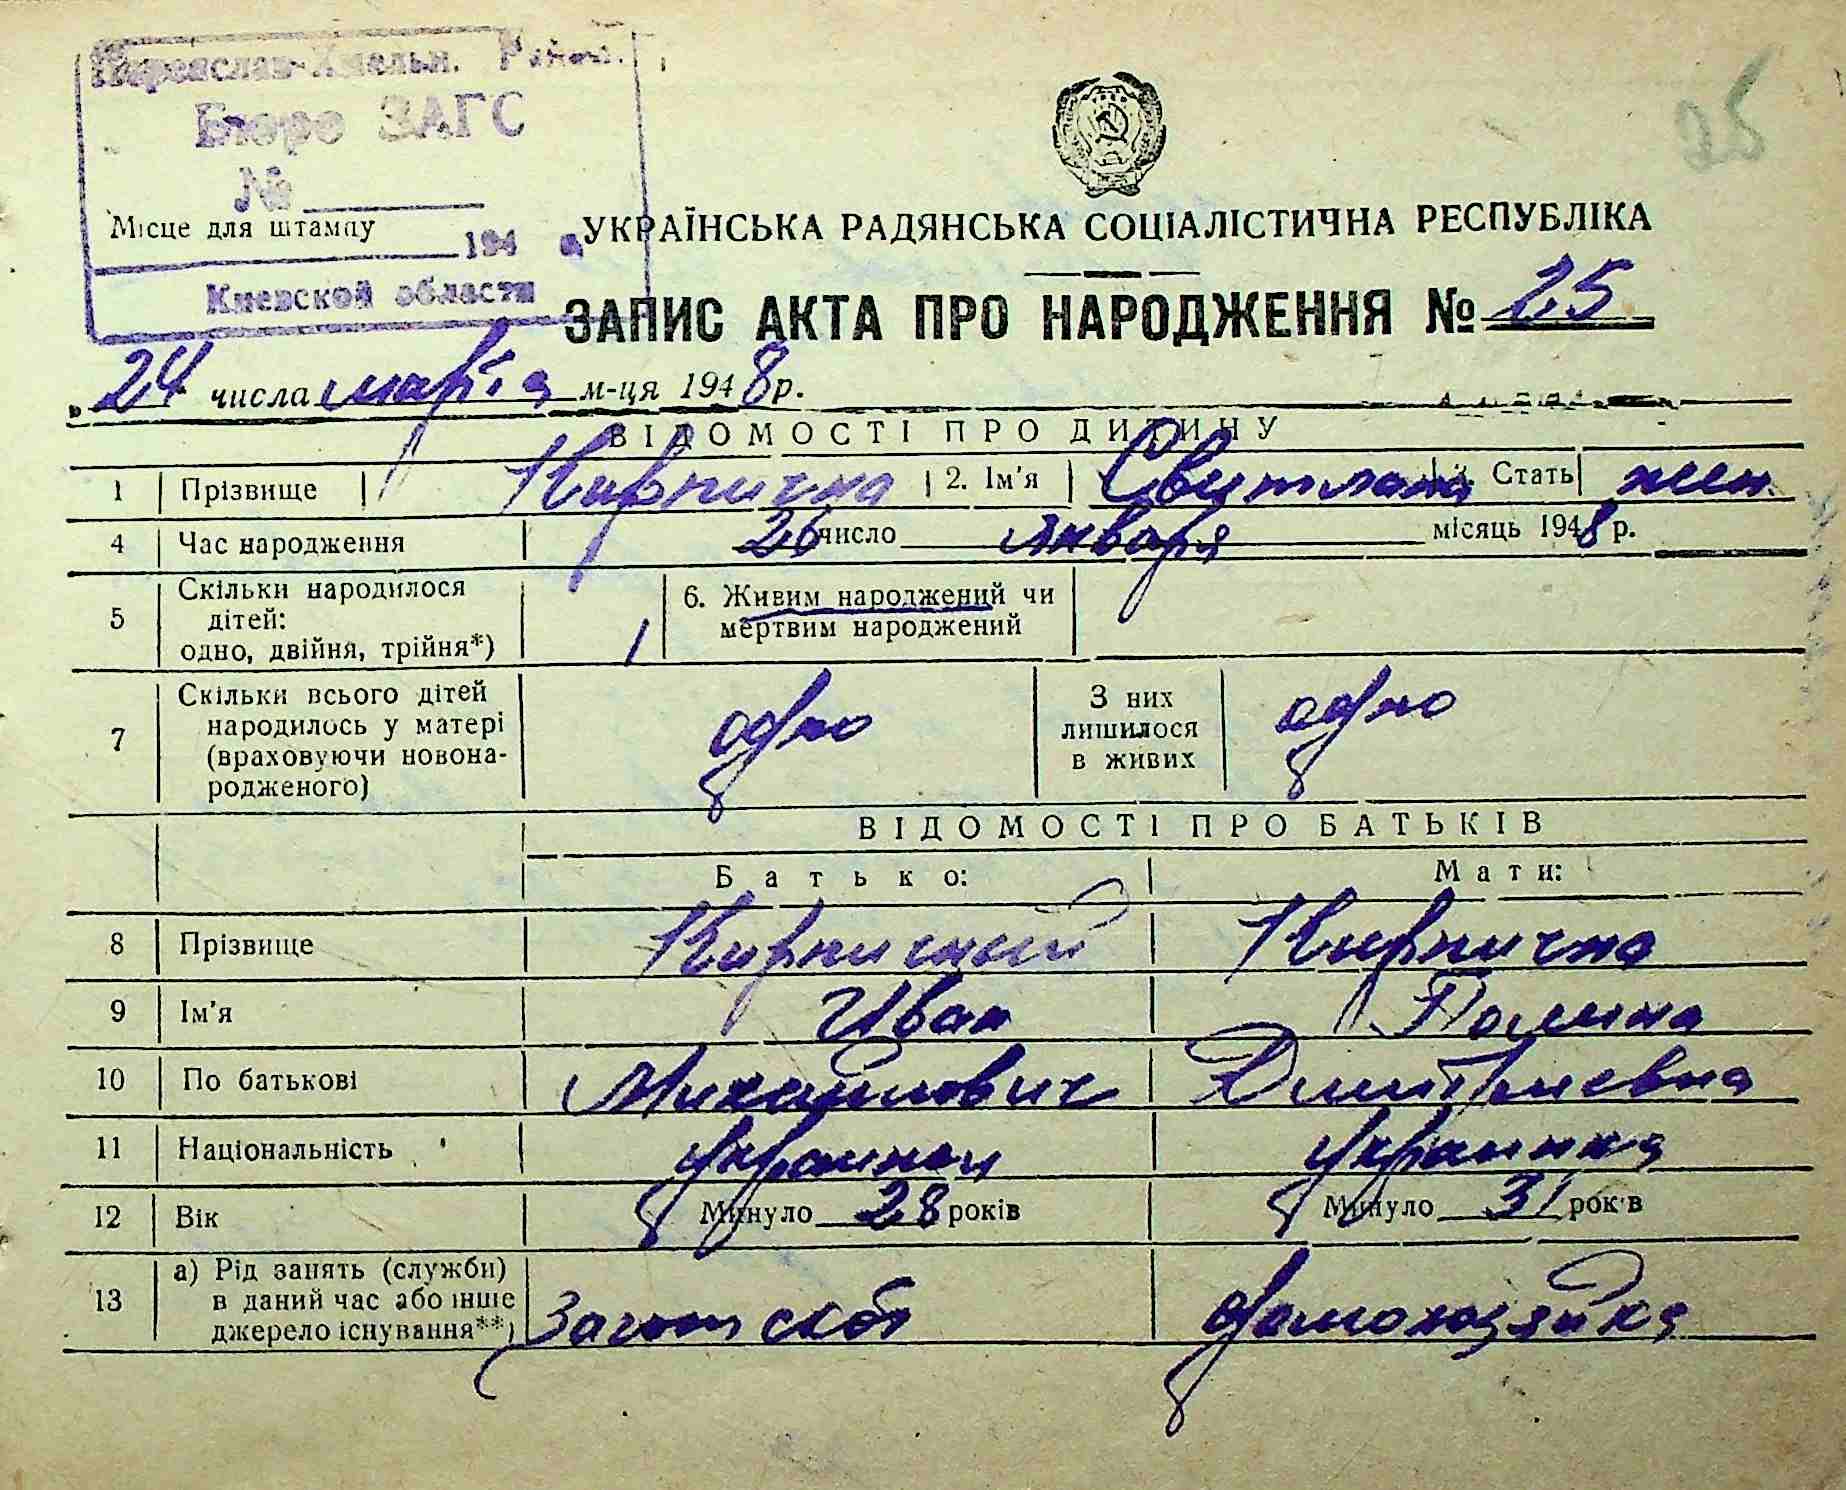 Переяслав-Хмельн. Район.
Бюро ЗАГС
№
Місце для штампу
194
Киевской области
25
УКРАЇНСЬКА РАДЯНСЬКА СОЦІАЛІСТИЧНА РЕСПУБЛІКА
ЗАПИС АКТА ПРО НАРОДЖЕННЯ № 25
24 числа марта м-ця 1948 р.
ВІДОМОСТІ ПРО ДИТИНУ
1 Прізвище Кирпична 2. Ім'я Свитлана 3. Стать жен.
4 Час народження 26 число января місяць 1948 р.
5 Скільки народилося дітей: одно, двійня, трійня*) 1 6. Живим народжений чи мертвим народжений
7 Скільки всього дітей народилось у матері (враховуючи новонародженого) одно З них лишилося в живих одно
ВІДОМОСТІ ПРО БАТЬКІВ
Батько: Мати:
8 Прізвище Кирпичный Кирпична
9 Ім'я Иван Полина
10 По батькові Михайлович Дмитриевна
11 Національність украинец украинка
12 Вік Минуло 28 років Минуло 31 років
13 а) Рід занять (служби) в даний час або інше джерело існування**) Загот скот домохозяйка